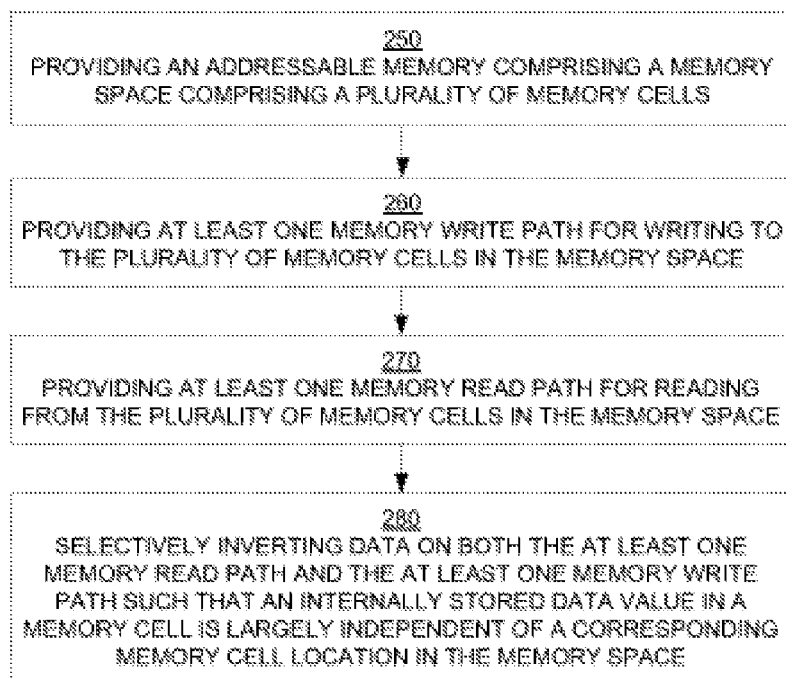 250
PROVIDING AN ADDRESSABLE MEMORY COMPRISING A MEMORY
SPACE COMPRISING A PLURALITY OF MEMORY CELLS
260
PROVIDING AT LEAST ONE MEMORY WRITE PATH FOR WRITING TO
THE PLURALITY OF MEMORY CELLS IN THE MEMORY SPACE
270
PROVIDING AT LEAST ONE MEMORY READ PATH FOR READING
FROM THE PLURALITY OF MEMORY CELLS IN THE MEMORY SPACE
280
SELECTIVELY INVERTING DATA ON BOTH THE AT LEAST ONE
MEMORY READ PATH AND THE AT LEAST ONE MEMORY WRITE
PATH SUCH THAT AN INTERNALLY STORED DATA VALUE IN A
MEMORY CELL IS LARGELY INDEPENDENT OF A CORRESPONDING
MEMORY CELL LOCATION IN THE MEMORY SPACE